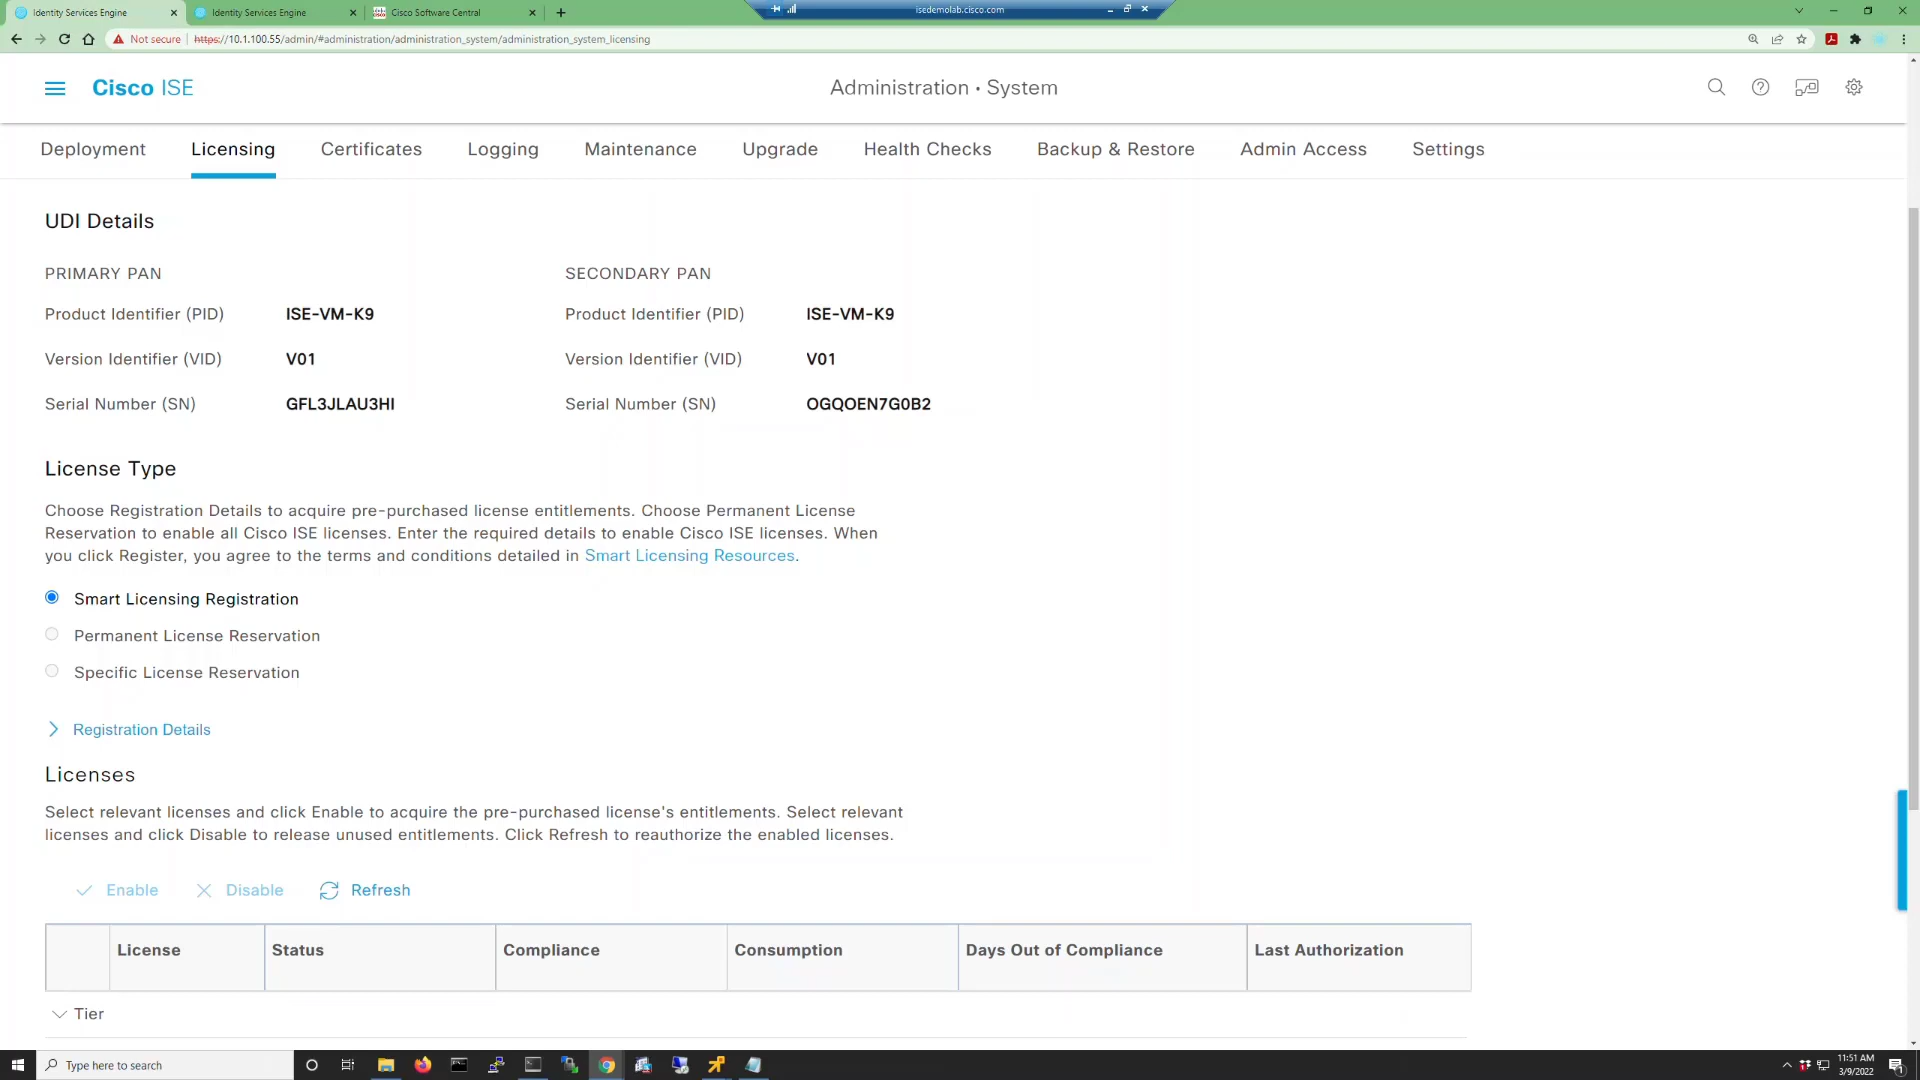 Identity Services Engine
Identity Services Engine
Cisco Software Central
isedemolab.cisco.com
Not secure
https://10.1.100.55/admin/#administration/administration_system/administration_system_licensing
Cisco ISE
Administration • System
Deployment
Licensing
Certificates
Logging
Maintenance
Upgrade
Health Checks
Backup & Restore
Admin Access
Settings
UDI Details
PRIMARY PAN
SECONDARY PAN
Product Identifier (PID) ISE-VM-K9
Product Identifier (PID) ISE-VM-K9
Version Identifier (VID) V01
Version Identifier (VID) V01
Serial Number (SN) GFL3JLAU3HI
Serial Number (SN) OGQOEN7G0B2
License Type
Choose Registration Details to acquire pre-purchased license entitlements. Choose Permanent License
Reservation to enable all Cisco ISE licenses. Enter the required details to enable Cisco ISE licenses. When
you click Register, you agree to the terms and conditions detailed in Smart Licensing Resources.
Smart Licensing Registration
Permanent License Reservation
Specific License Reservation
Registration Details
Licenses
Select relevant licenses and click Enable to acquire the pre-purchased license's entitlements. Select relevant
licenses and click Disable to release unused entitlements. Click Refresh to reauthorize the enabled licenses.
Enable
Disable
Refresh
License
Status
Compliance
Consumption
Days Out of Compliance
Last Authorization
Tier
Type here to search
11:51 AM
3/9/2022